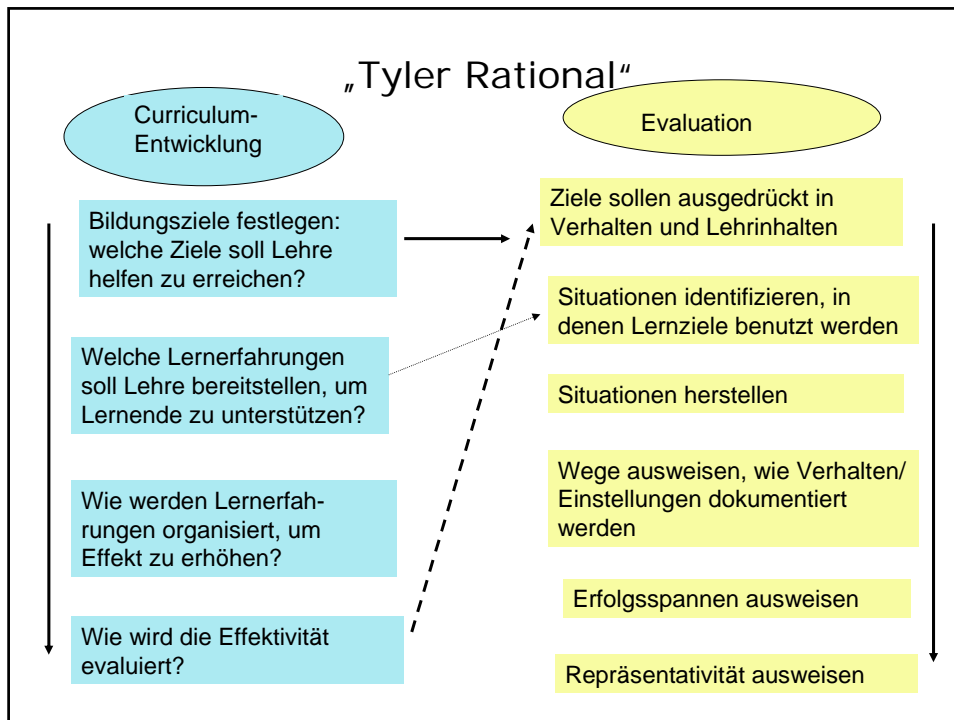 „Tyler Rational“
Curriculum-
Entwicklung
Bildungsziele festlegen:
welche Ziele soll Lehre
helfen zu erreichen?
Welche Lernerfahrungen
soll Lehre bereitstellen, um
Lernende zu unterstützen?
Wie werden Lernerfah-
rungen organisiert, um
Effekt zu erhöhen?
Wie wird die Effektivität
evaluiert?
Evaluation
Ziele sollen ausgedrückt in
Verhalten und Lehrinhalten
Situationen identifizieren, in
denen Lernziele benutzt werden
Situationen herstellen
Wege ausweisen, wie Verhalten/
Einstellungen dokumentiert
werden
Erfolgsspannen ausweisen
Repräsentativität ausweisen